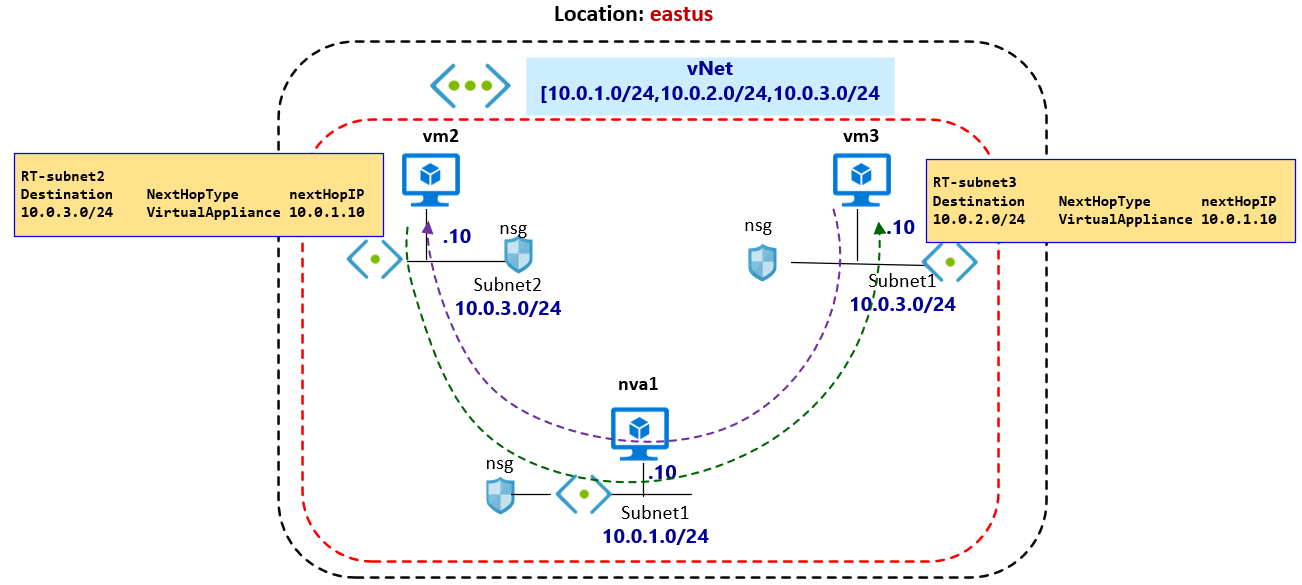 Location: eastus
vNet
[10.0.1.0/24,10.0.2.0/24,10.0.3.0/24
vm2
vm3
RT-subnet2
Destination NextHopType nextHopIP
10.0.3.0/24 VirtualAppliance 10.0.1.10
RT-subnet3
Destination NextHopType nextHopIP
10.0.2.0/24 VirtualAppliance 10.0.1.10
.10
nsg
Subnet2
10.0.3.0/24
nsg
.10
Subnet1
10.0.3.0/24
nva1
.10
nsg
Subnet1
10.0.1.0/24